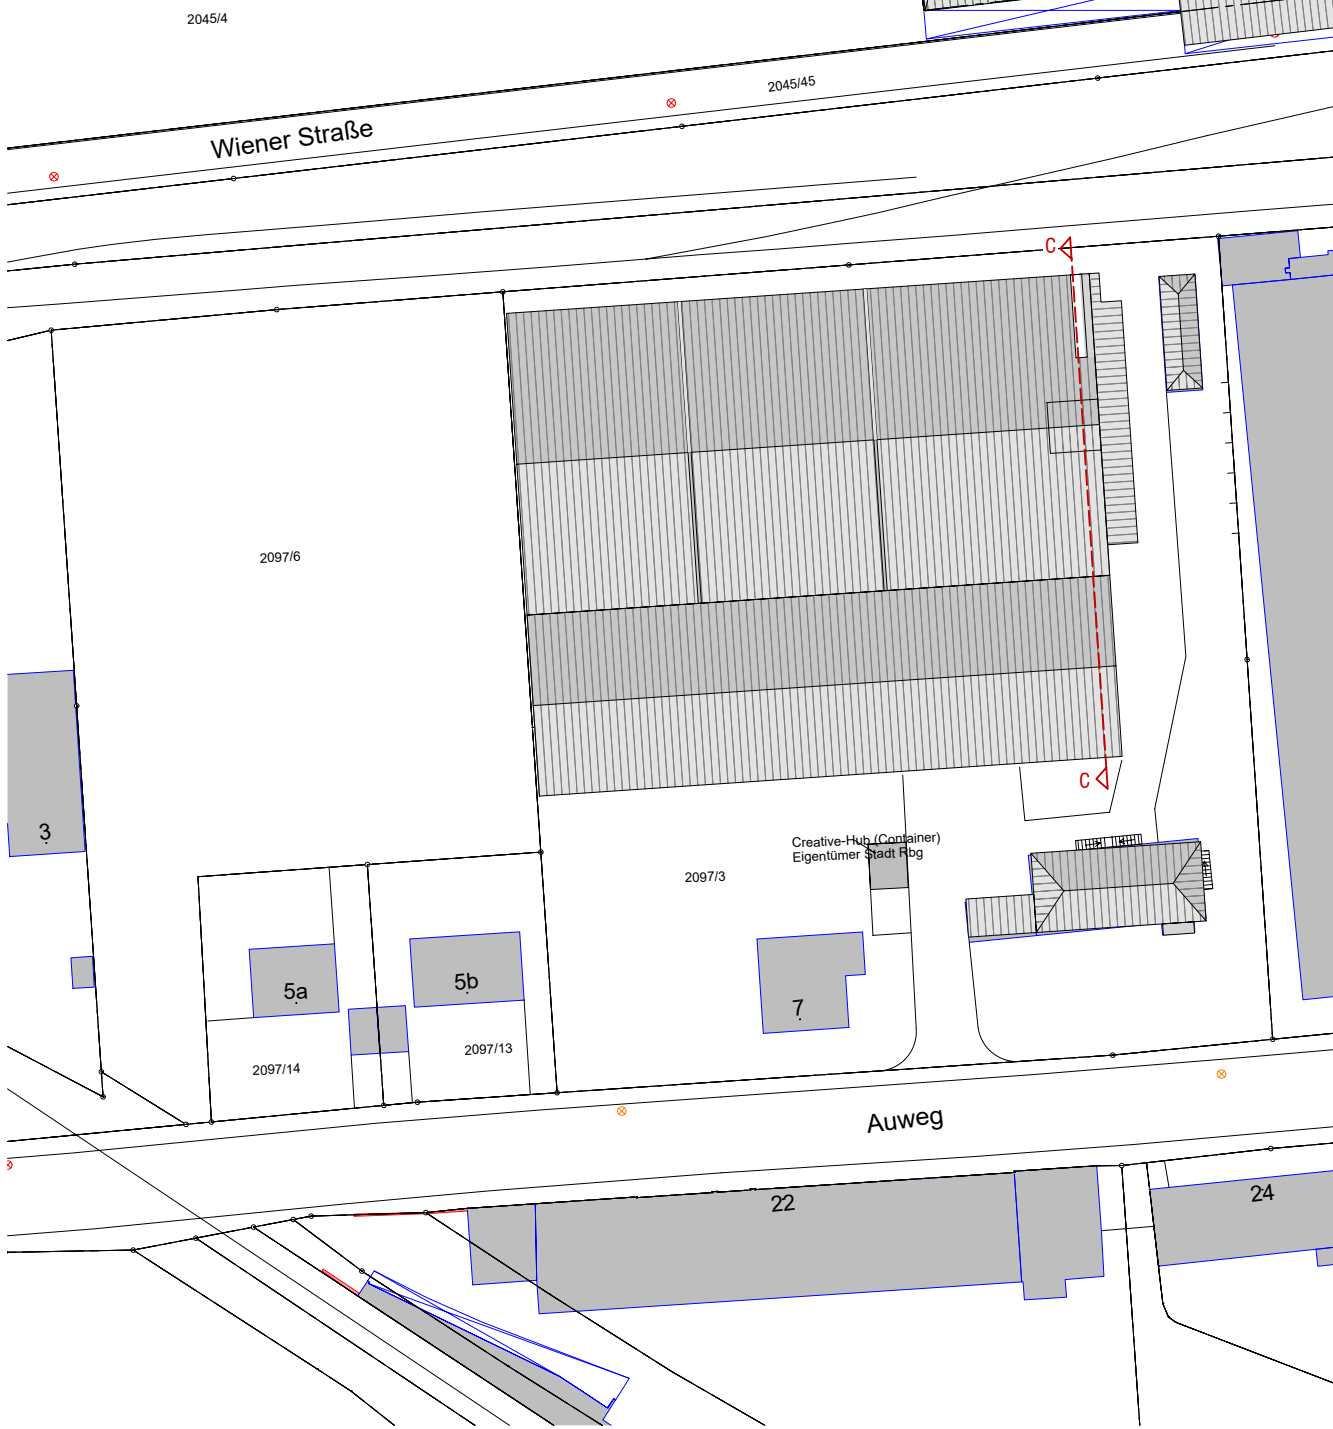 2045/4
2045/45
Wiener Straße
C
2097/6
C
3
Creative-Hub (Container)
Eigentümer Stadt Rbg
2097/3
5a
5b
7
2097/13
2097/14
Auweg
22
24